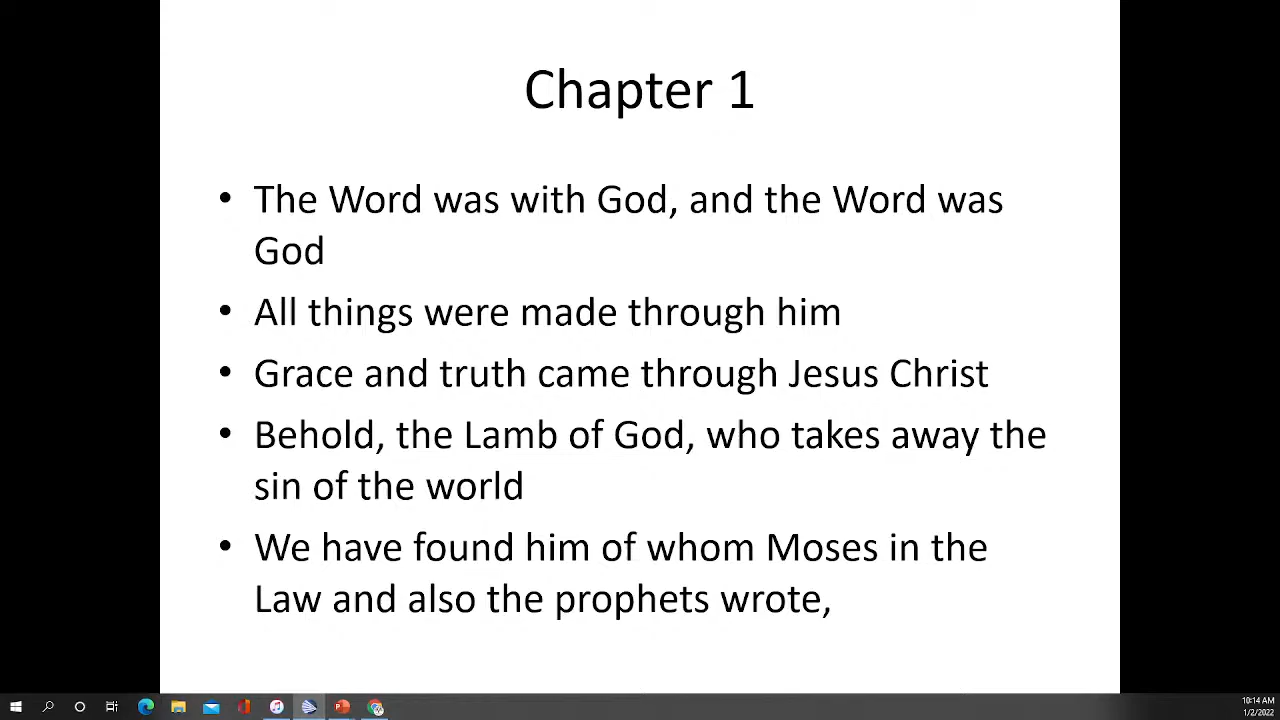 Chapter 1
• The Word was with God, and the Word was
God
• All things were made through him
• Grace and truth came through Jesus Christ
• Behold, the Lamb of God, who takes away the
sin of the world
• We have found him of whom Moses in the
Law and also the prophets wrote,
10:14 AM
1/2/2022